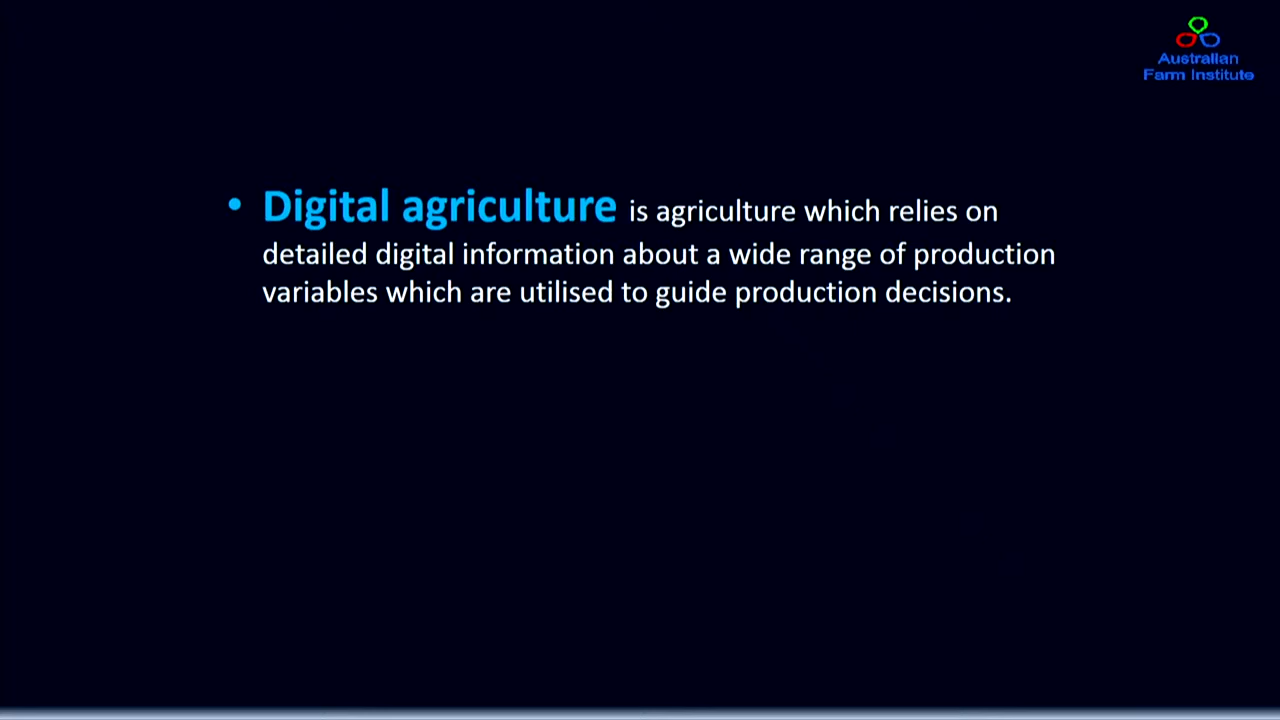 Australian
Farm Institute
• Digital agriculture is agriculture which relies on
detailed digital information about a wide range of production
variables which are utilised to guide production decisions.